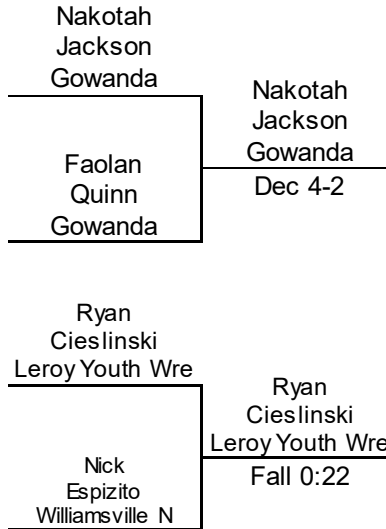 Nakotah
Jackson
Gowanda
Nakotah
Jackson
Gowanda
Dec 4-2
Faolan
Quinn
Gowanda
Ryan
Cieslinski
Leroy Youth Wre
Ryan
Cieslinski
Leroy Youth Wre
Fall 0:22
Nick
Espizito
Williamsville N